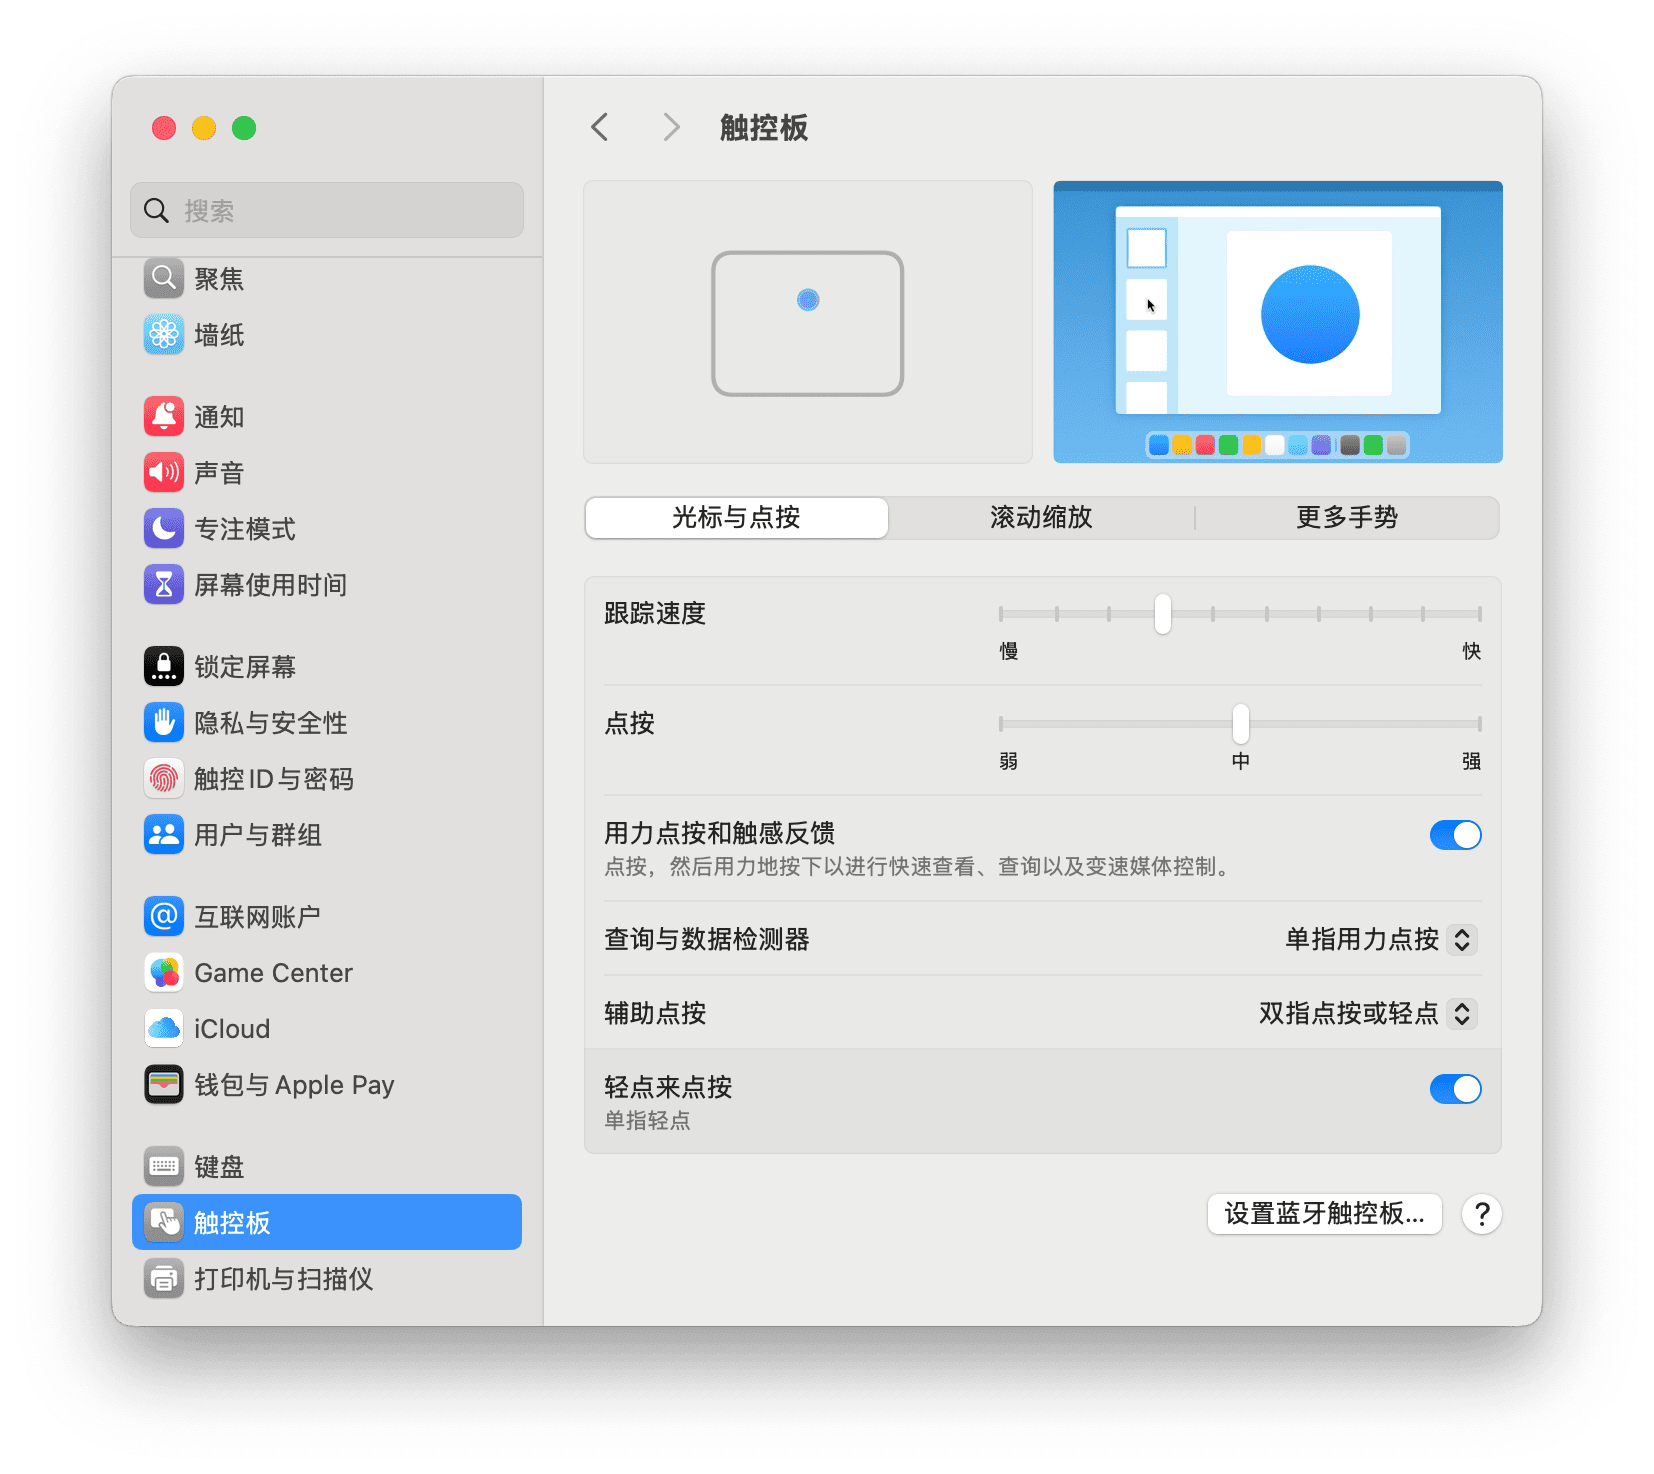 搜索
聚焦
墙纸
通知
声音
专注模式
屏幕使用时间
锁定屏幕
隐私与安全性
触控 ID 与密码
用户与群组
互联网账户
Game Center
iCloud
钱包与 Apple Pay
键盘
触控板
打印机与扫描仪
触控板
光标与点按
滚动缩放
更多手势
跟踪速度
慢
快
点按
弱
中
强
用力点按和触感反馈
点按，然后用力地按下以进行快速查看、查询以及变速媒体控制。
查询与数据检测器
单指用力点按
辅助点按
双指点按或轻点
轻点来点按
单指轻点
设置蓝牙触控板...
?